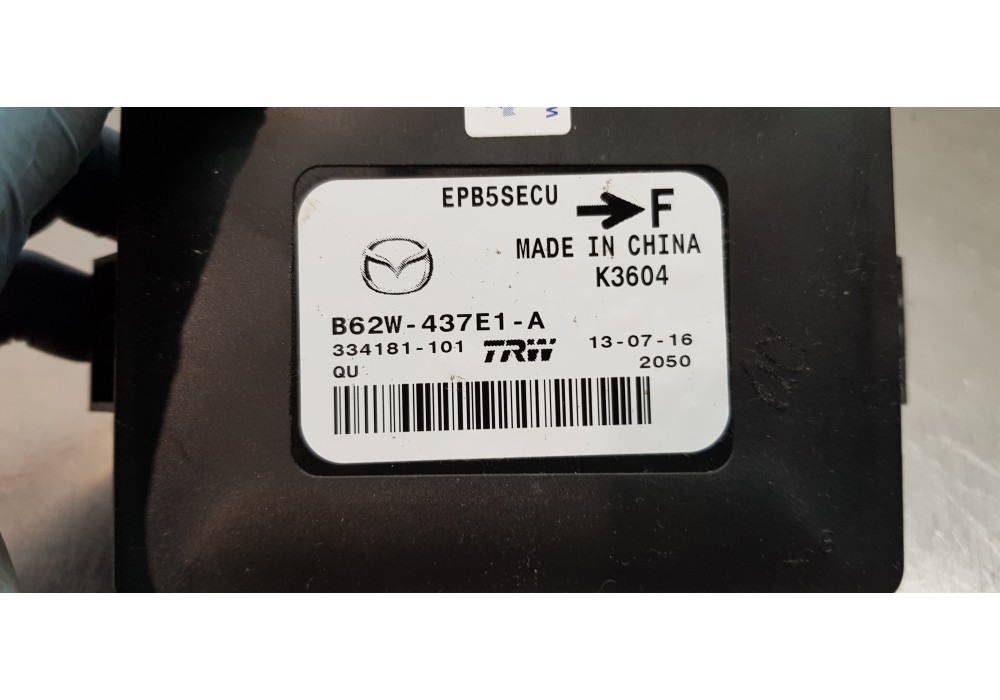 EPB5SECU
F
MADE IN CHINA
K3604
B62W-437E1-A
334181-101 TRW 13-07-16
QU 2050